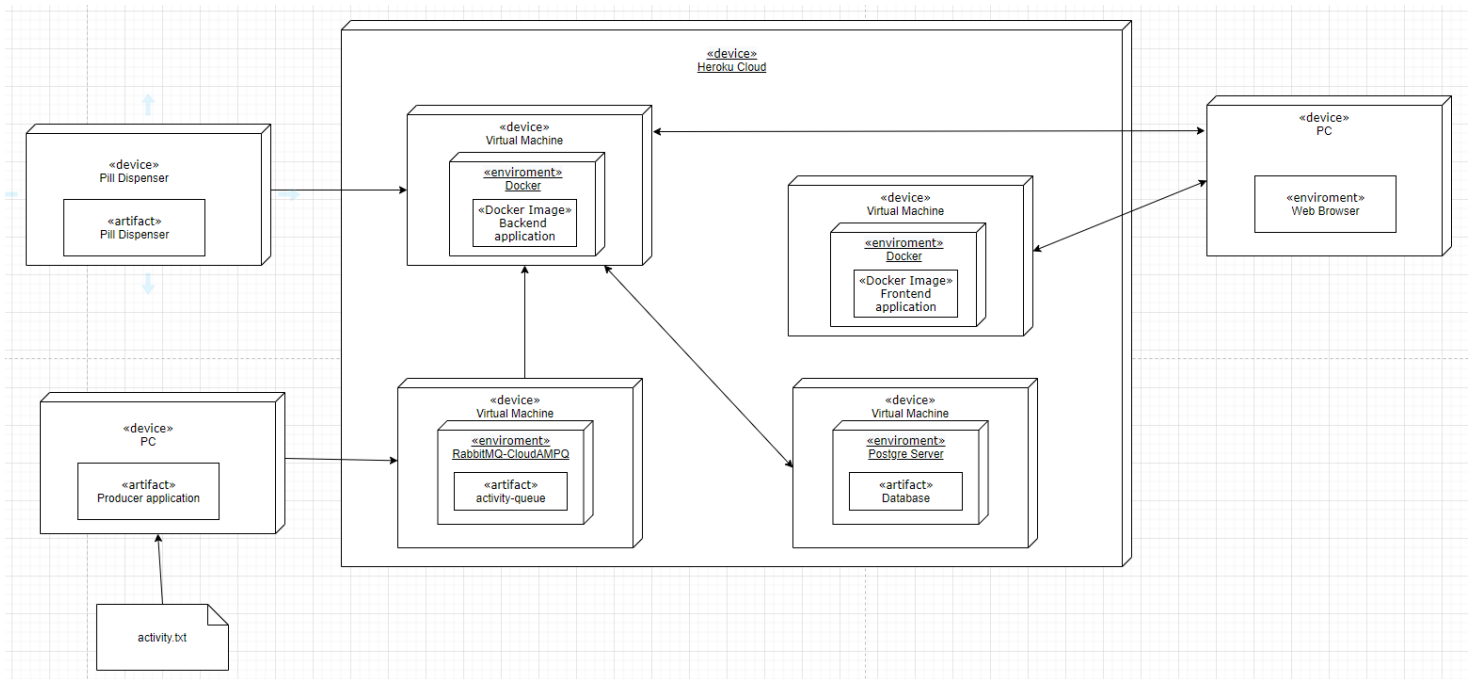 «device»
Heroku Cloud
«device»
Pill Dispenser
«artifact»
Pill Dispenser
«device»
Virtual Machine
«enviroment»
Docker
«Docker Image»
Backend
application
«device»
Virtual Machine
«enviroment»
Docker
«Docker Image»
Frontend
application
«device»
PC
«enviroment»
Web Browser
«device»
PC
«artifact»
Producer application
«device»
Virtual Machine
«enviroment»
RabbitMQ-CloudAMPQ
«artifact»
activity-queue
«device»
Virtual Machine
«enviroment»
Postgre Server
«artifact»
Database
activity.txt